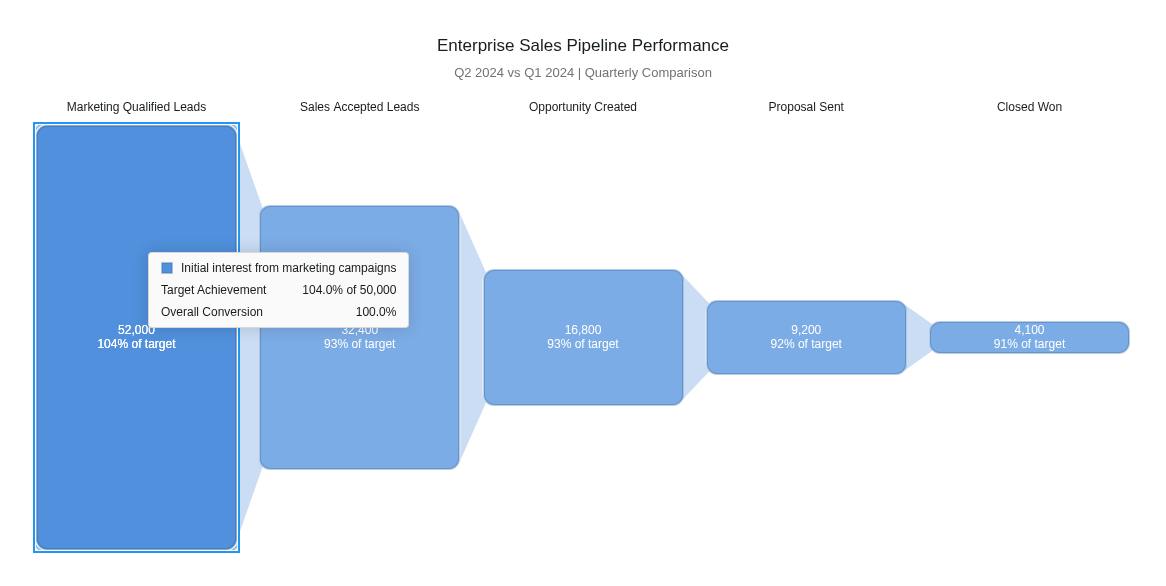 Enterprise Sales Pipeline Performance
Q2 2024 vs Q1 2024 | Quarterly Comparison
Marketing Qualified Leads
Sales Accepted Leads
Opportunity Created
Proposal Sent
Closed Won
Initial interest from marketing campaigns
Target Achievement 104.0% of 50,000
Overall Conversion 100.0%
52,000
104% of target
32,400
93% of target
16,800
93% of target
9,200
92% of target
4,100
91% of target